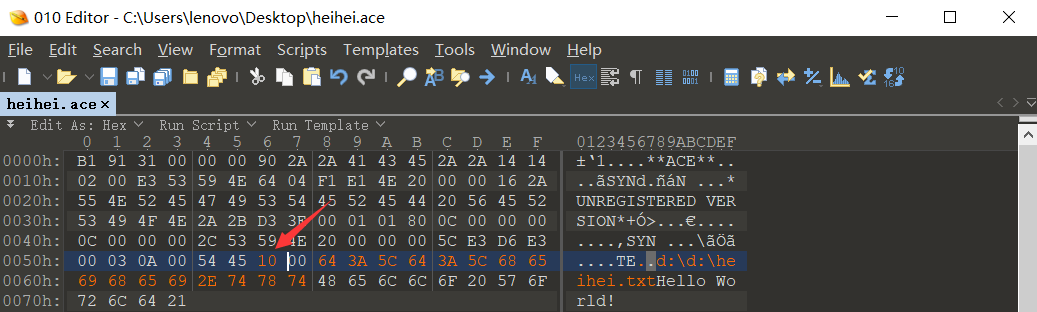 010 Editor - C:\Users\lenovo\Desktop\heihei.ace
File Edit Search View Format Scripts Templates Tools Window Help
heihei.ace ×
Edit As: Hex Run Script Run Template
0 1 2 3 4 5 6 7 8 9 A B C D E F 0123456789ABCDEF
0000h: B1 91 31 00 00 00 90 2A 2A 41 43 45 2A 2A 14 14 ±‘1....**ACE**..
0010h: 02 00 E3 53 59 4E 64 04 F1 E1 4E 20 00 00 16 2A ..ãSYNd.ñáN ...*
0020h: 55 4E 52 45 47 49 53 54 45 52 45 44 20 56 45 52 UNREGISTERED VER
0030h: 53 49 4F 4E 2A 2B D3 3E 00 01 01 80 0C 00 00 00 SION*+Ó>...€....
0040h: 0C 00 00 00 2C 53 59 4E 20 00 00 00 5C E3 D6 E3 ....,SYN ...\ãÖã
0050h: 00 03 0A 00 54 45 10 00 64 3A 5C 64 3A 5C 68 65 ....TE..d:\d:\he
0060h: 69 68 65 69 2E 74 78 74 48 65 6C 6C 6F 20 57 6F ihei.txtHello Wo
0070h: 72 6C 64 21 rld!